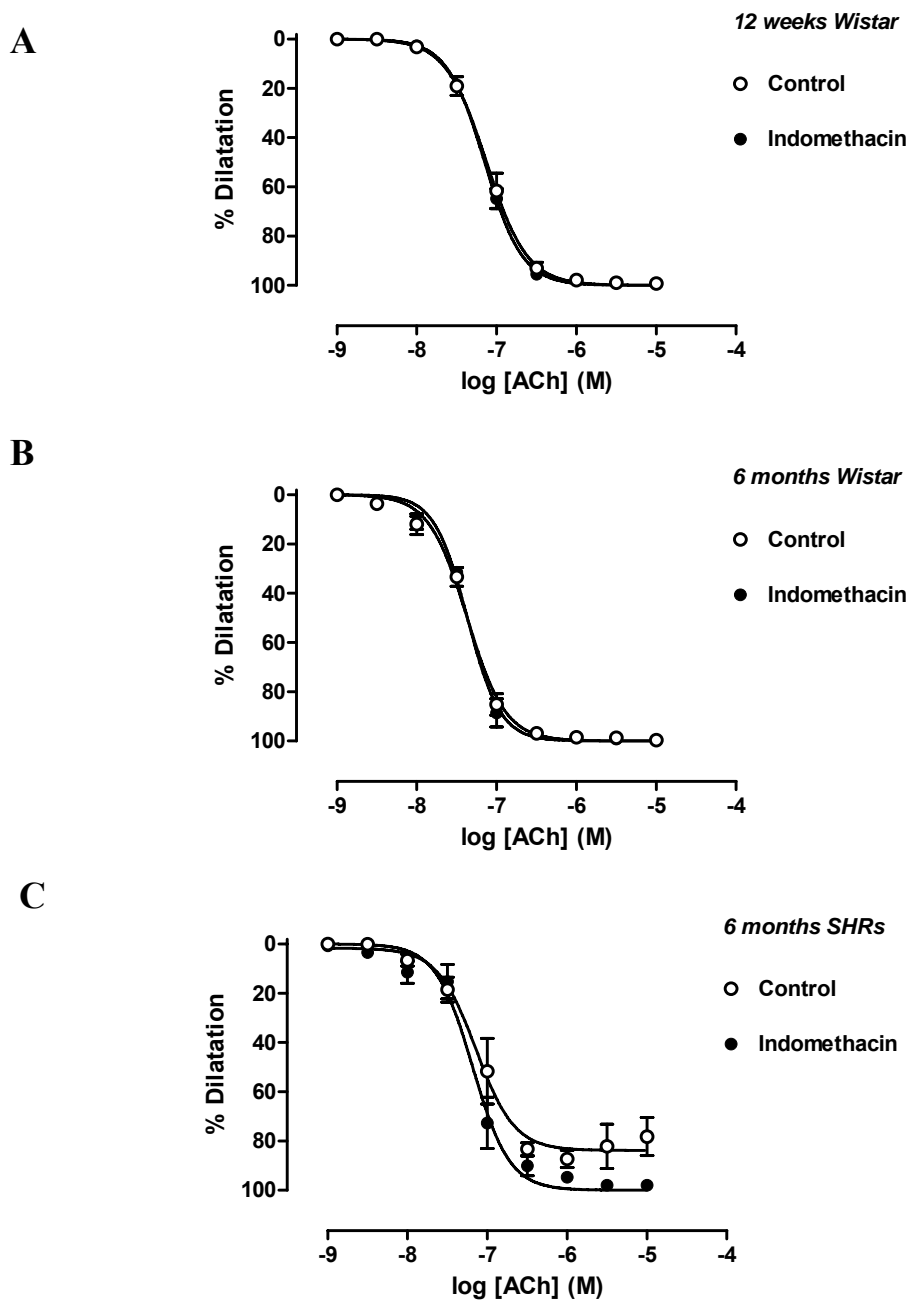 A
12 weeks Wistar
Control
Indomethacin
% Dilatation
0
20
40
60
80
100
-9 -8 -7 -6 -5 -4
log [ACh] (M)
B
6 months Wistar
Control
Indomethacin
% Dilatation
0
20
40
60
80
100
-9 -8 -7 -6 -5 -4
log [ACh] (M)
C
6 months SHRs
Control
Indomethacin
% Dilatation
0
20
40
60
80
100
-9 -8 -7 -6 -5 -4
log [ACh] (M)